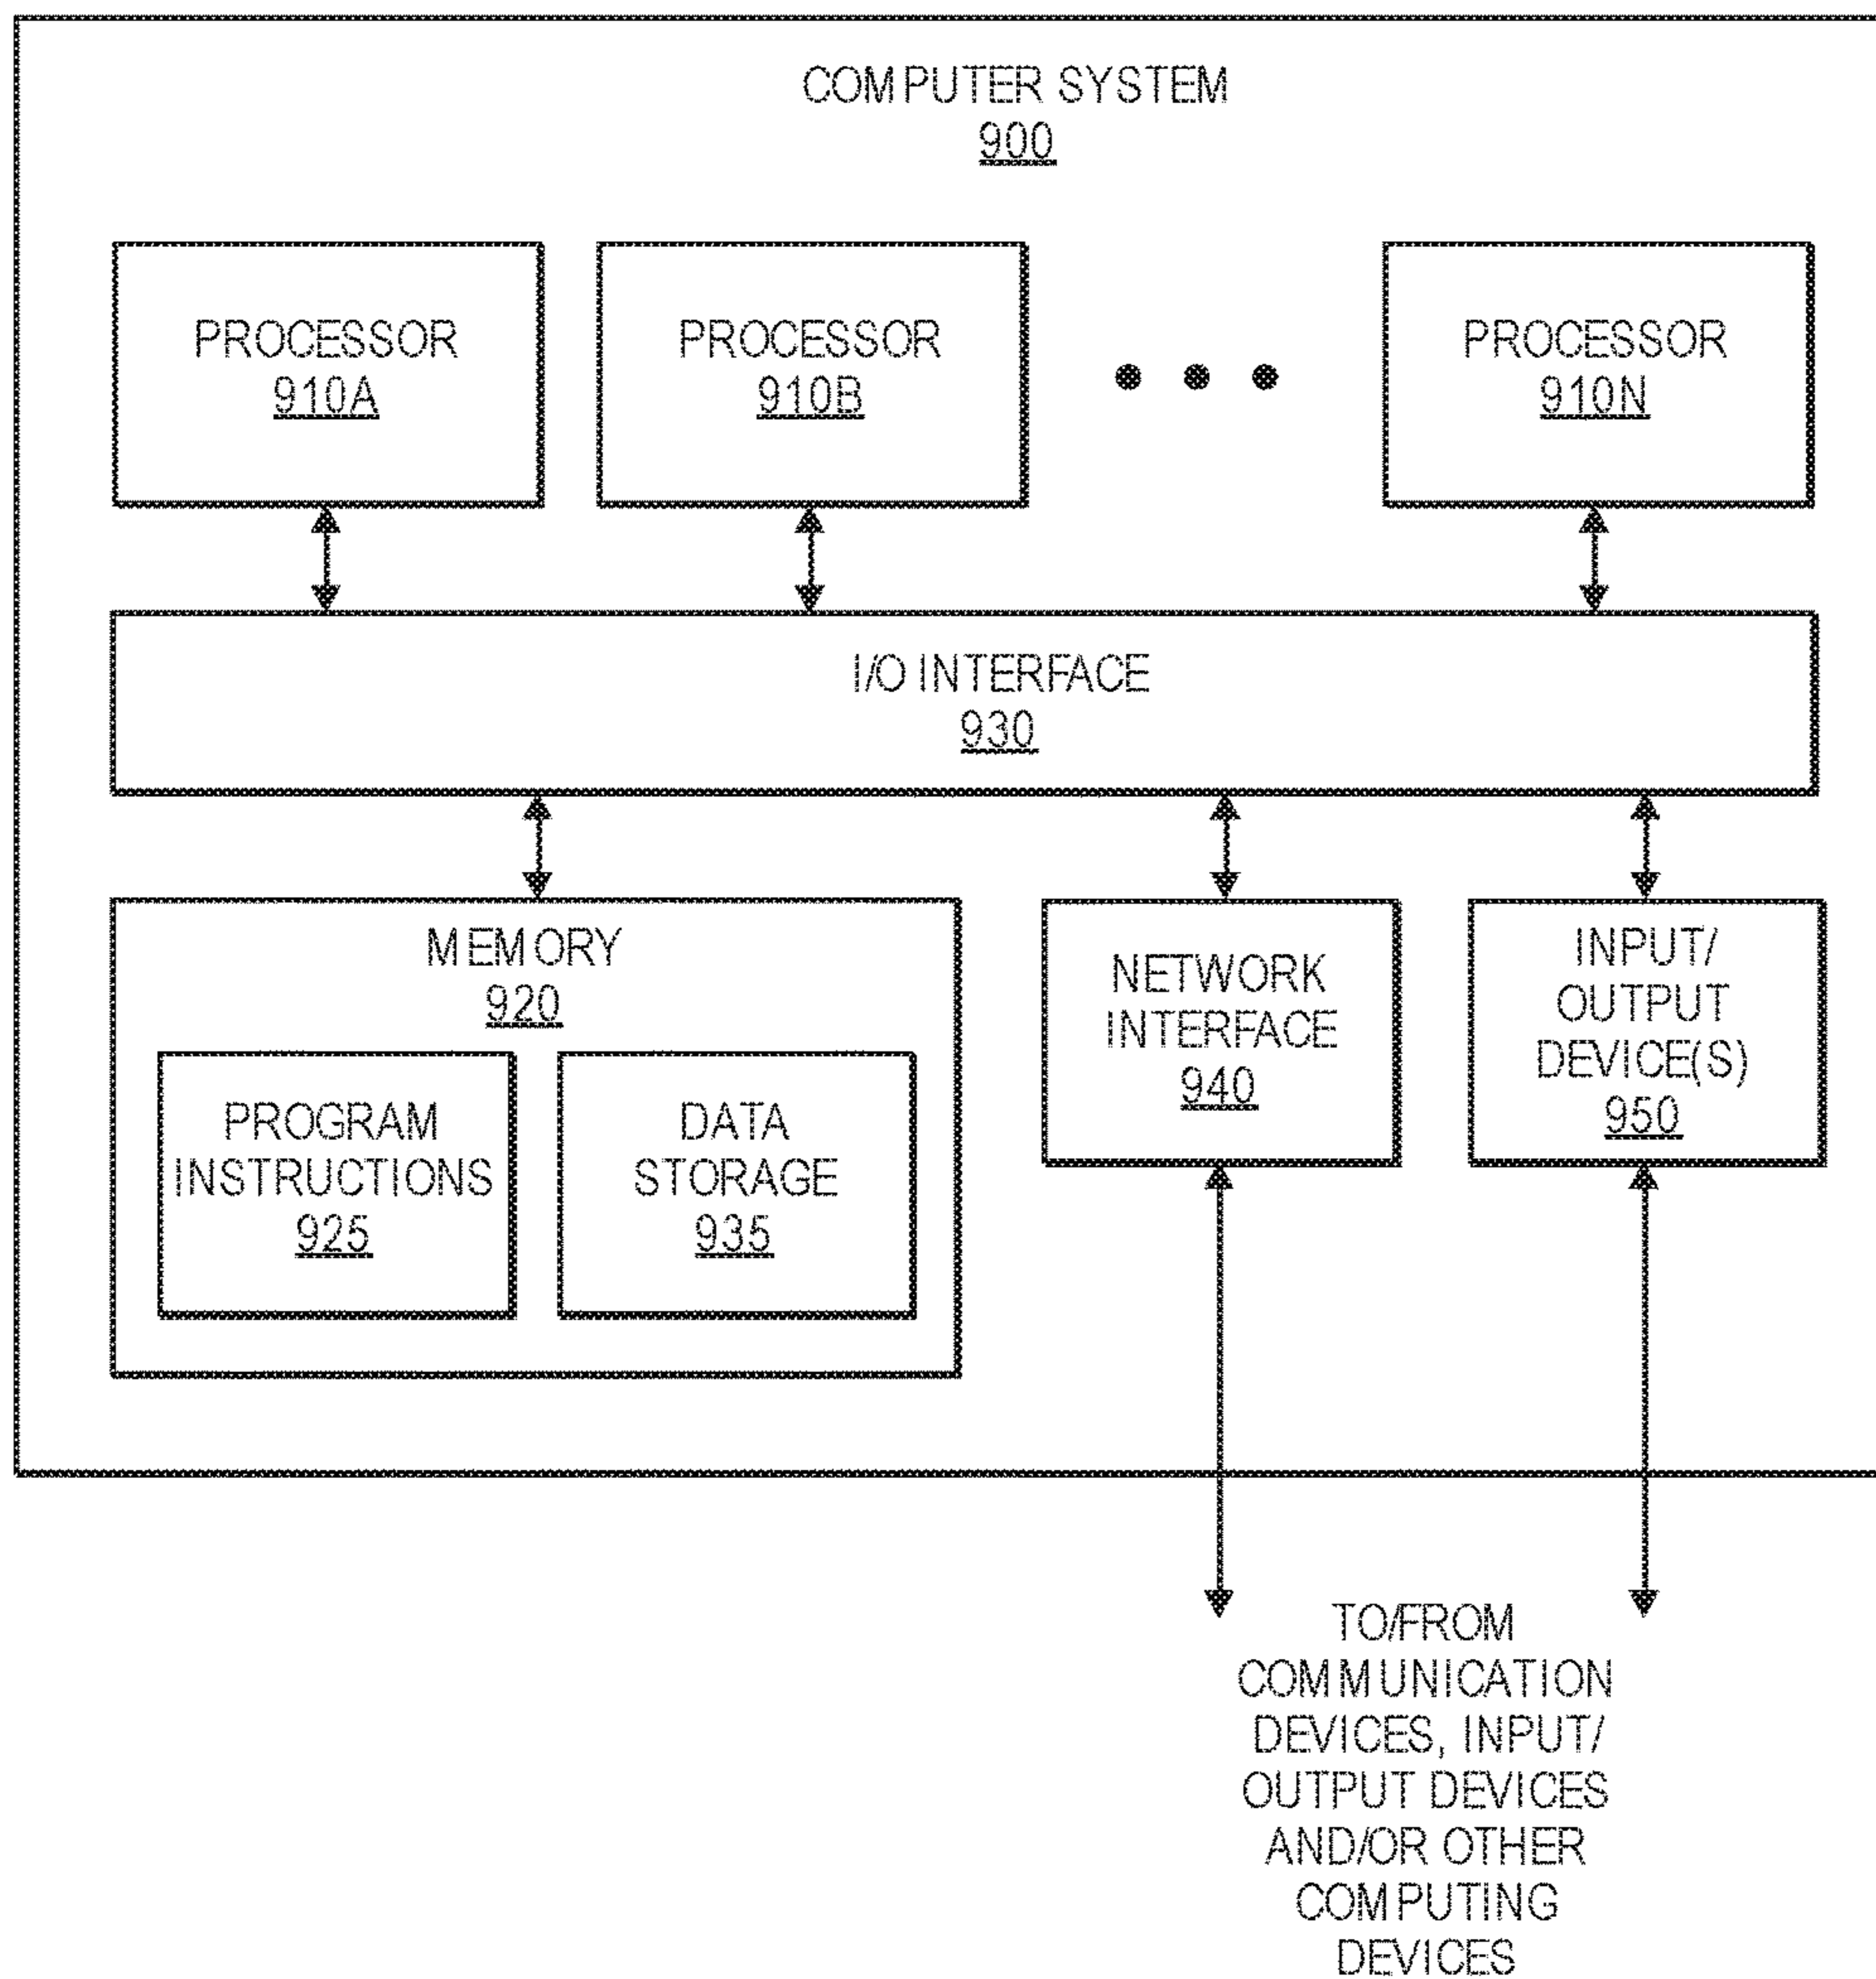 COMPUTER SYSTEM
900
PROCESSOR
910A
PROCESSOR
910B
PROCESSOR
910N
I/O INTERFACE
930
MEMORY
920
PROGRAM
INSTRUCTIONS
925
DATA
STORAGE
935
NETWORK
INTERFACE
940
INPUT/
OUTPUT
DEVICE(S)
950
TO/FROM
COMMUNICATION
DEVICES, INPUT/
OUTPUT DEVICES
AND/OR OTHER
COMPUTING
DEVICES